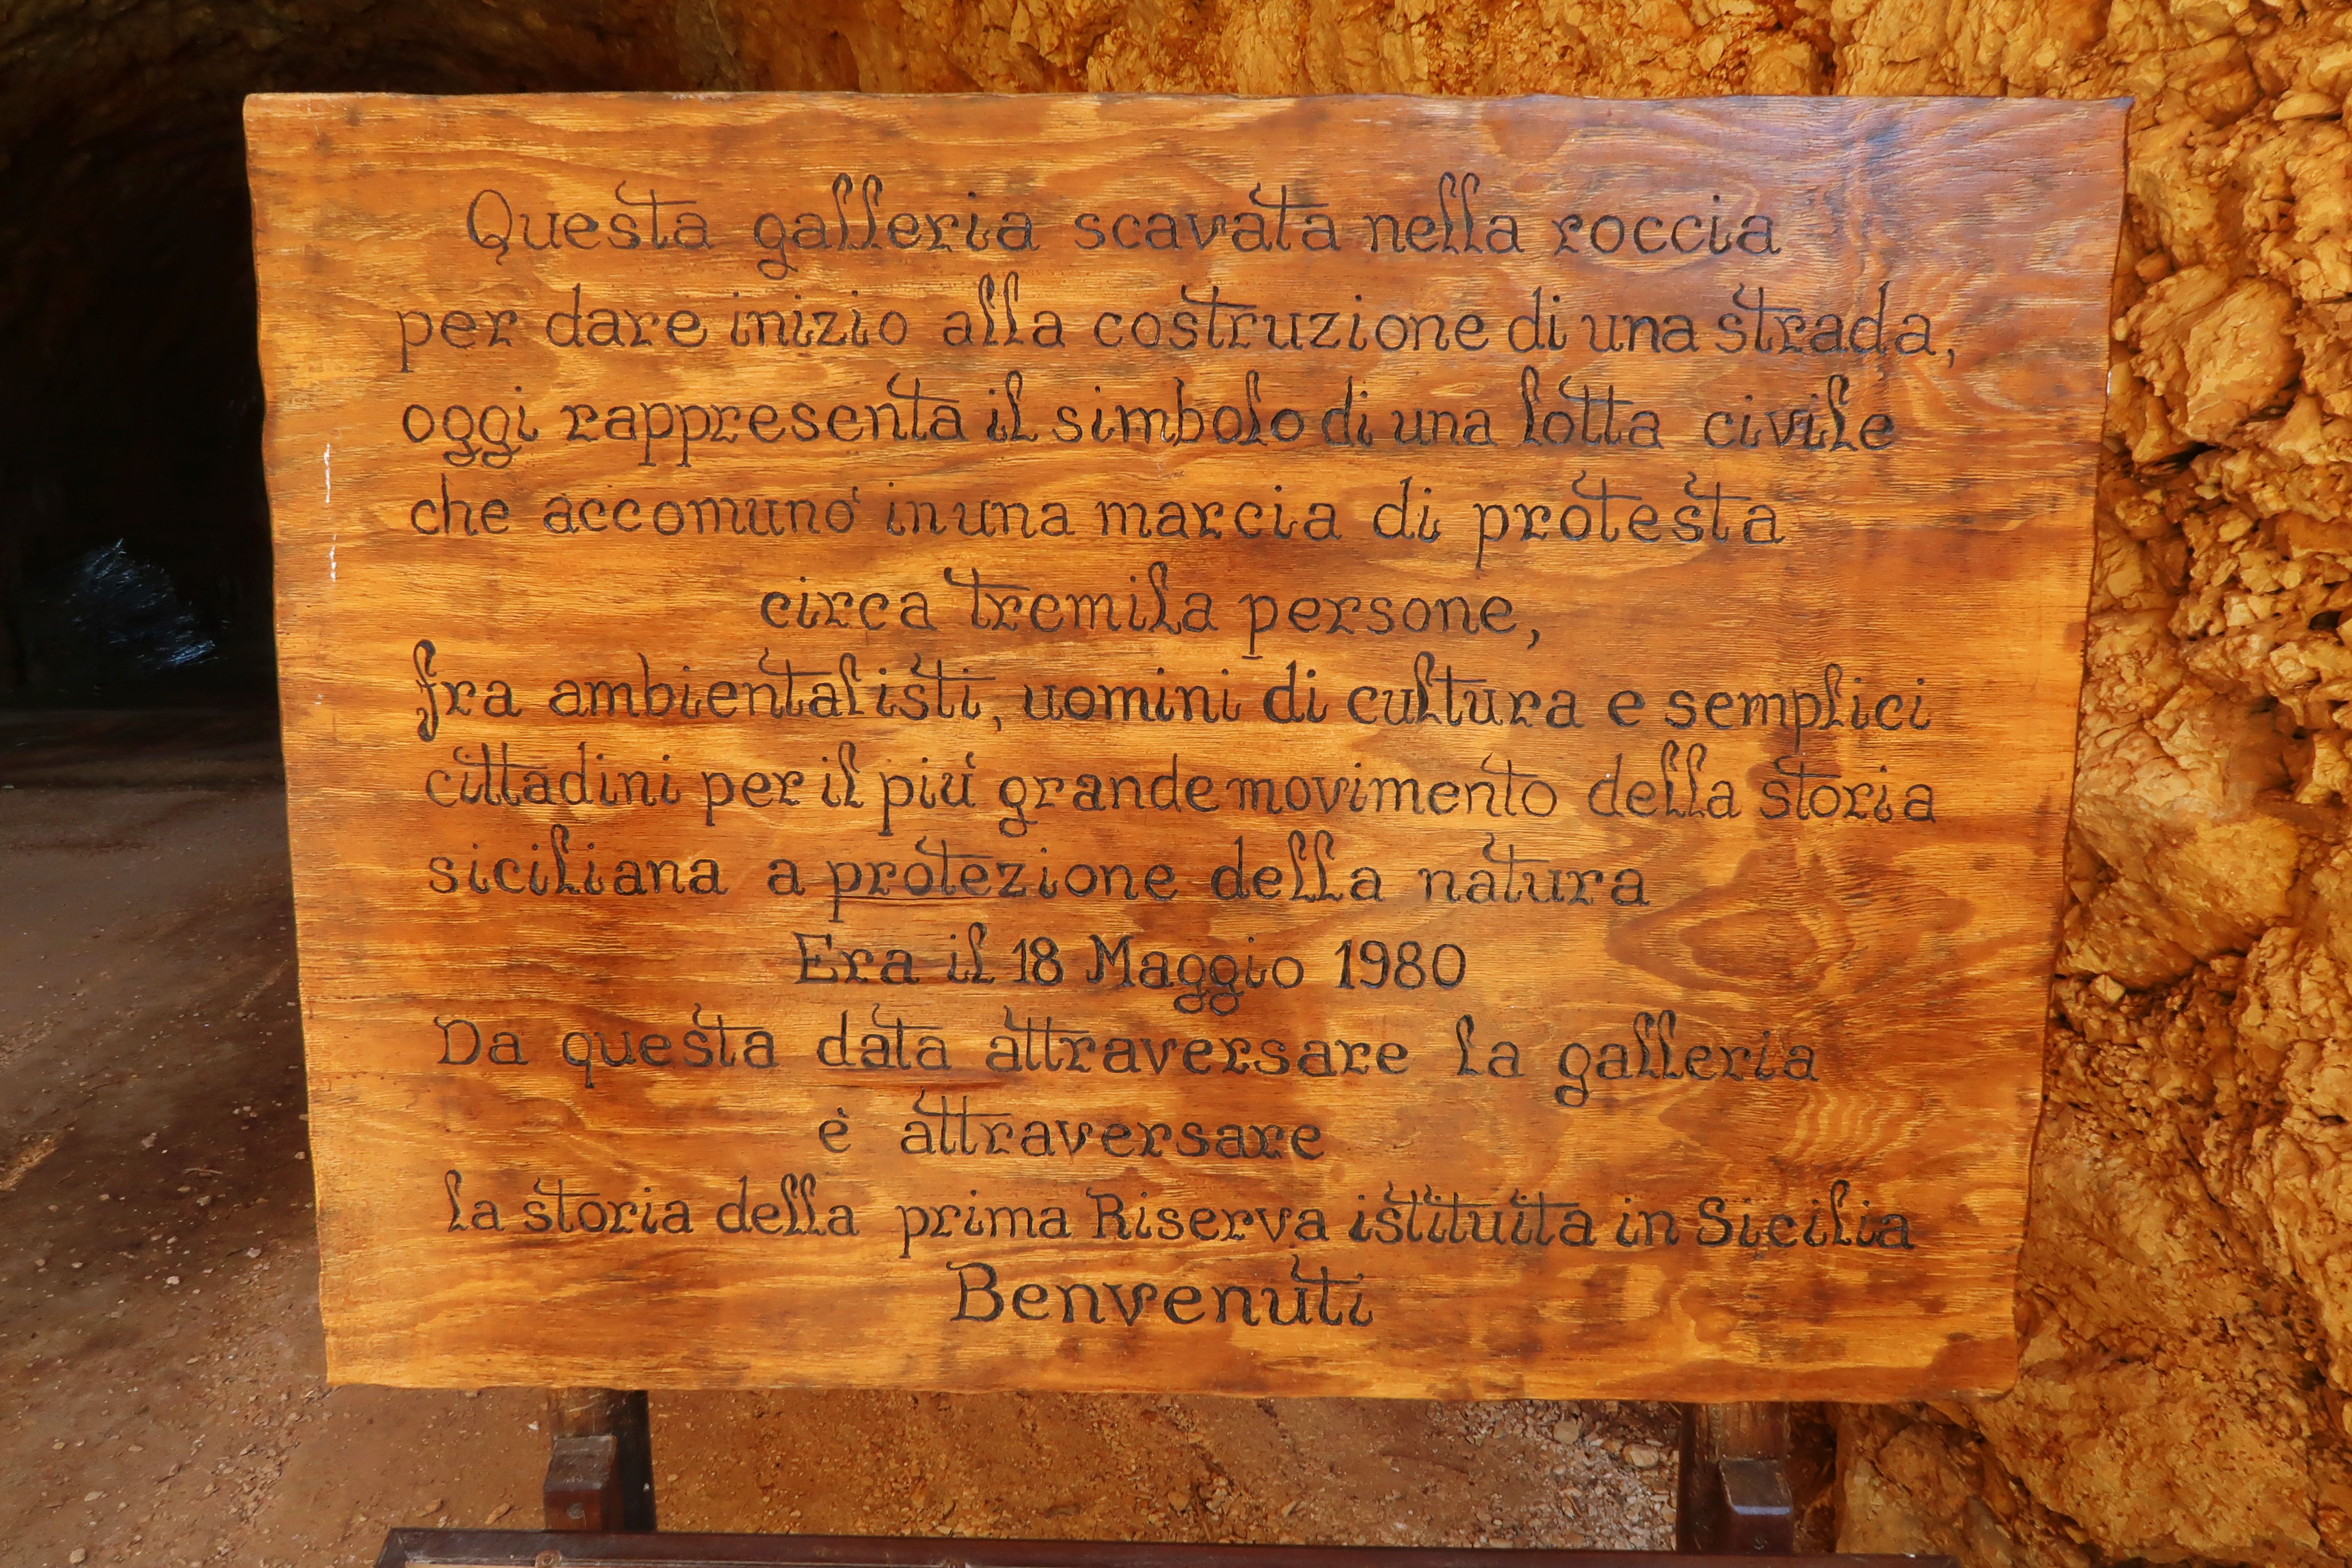 Questa galleria scavata nella roccia
per dare inizio alla costruzione di una strada,
oggi rappresenta il simbolo di una lotta civile
che accomunó in una marcia di protesta
circa tremila persone,
fra ambientalisti, uomini di cultura e semplici
cittadini per il piú grande movimento della storia
siciliana a protezione della natura
Era il 18 Maggio 1980
Da questa data attraversare la galleria
è attraversare
la storia della prima Riserva istituita in Sicilia
Benvenuti